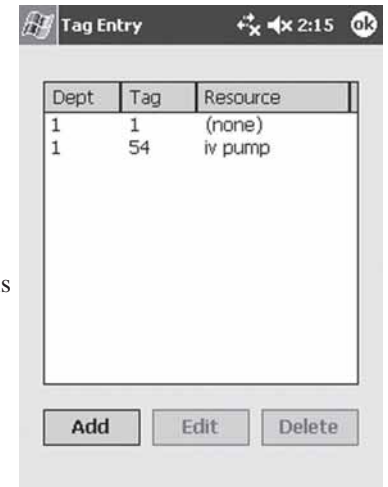 Tag Entry 2:15 ok
Dept Tag Resource
1 1 (none)
1 54 iv pump
s
Add Edit Delete